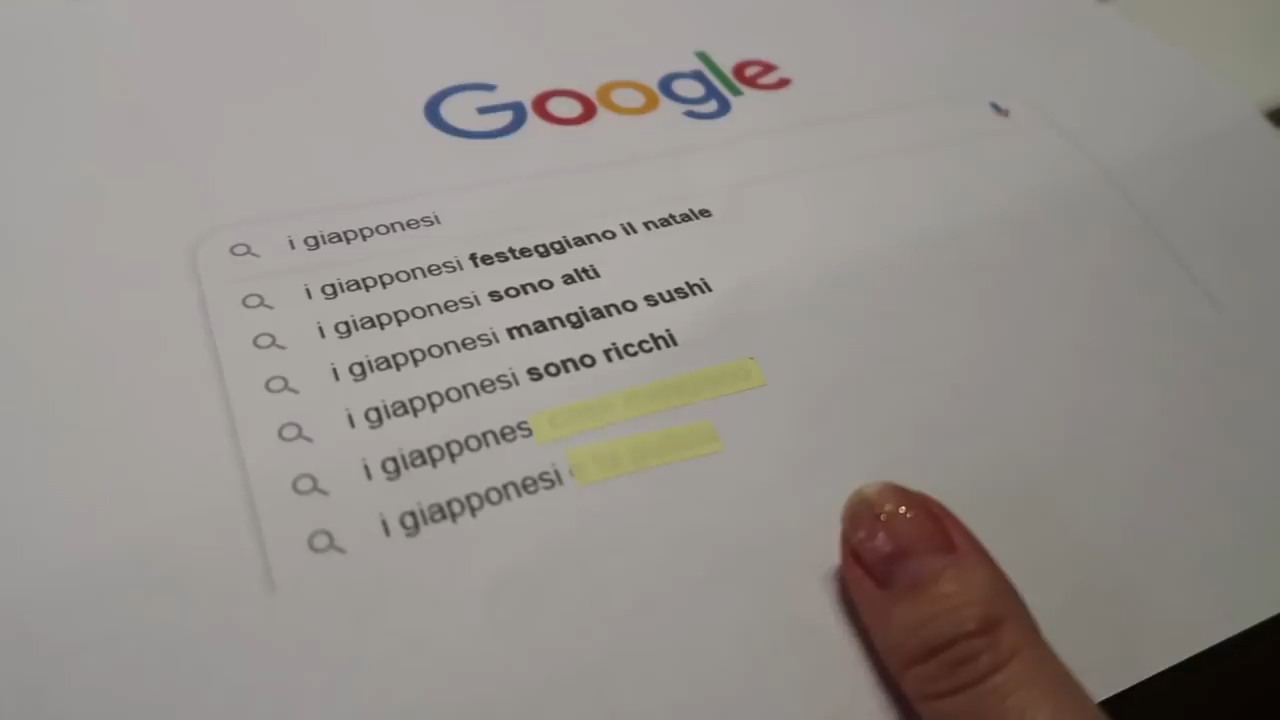 Google
i giapponesi
i giapponesi festeggiano il natale
i giapponesi sono alti
i giapponesi mangiano sushi
i giapponesi sono ricchi
i giappones
i giapponesi